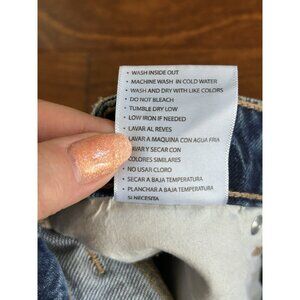 • WASH INSIDE OUT
• MACHINE WASH IN COLD WATER
• WASH AND DRY WITH LIKE COLORS
• DO NOT BLEACH
• TUMBLE DRY LOW
• LOW IRON IF NEEDED
• LAVAR AL REVES
LAVAR A MAQUINA CON AGUA FRIA
LAVAR Y SECAR CON
COLORES SIMILARES
• NO USAR CLORO
• SECAR A BAJA TEMPERATURA
• PLANCHAR A BAJA TEMPERATURA
SI NECESITA